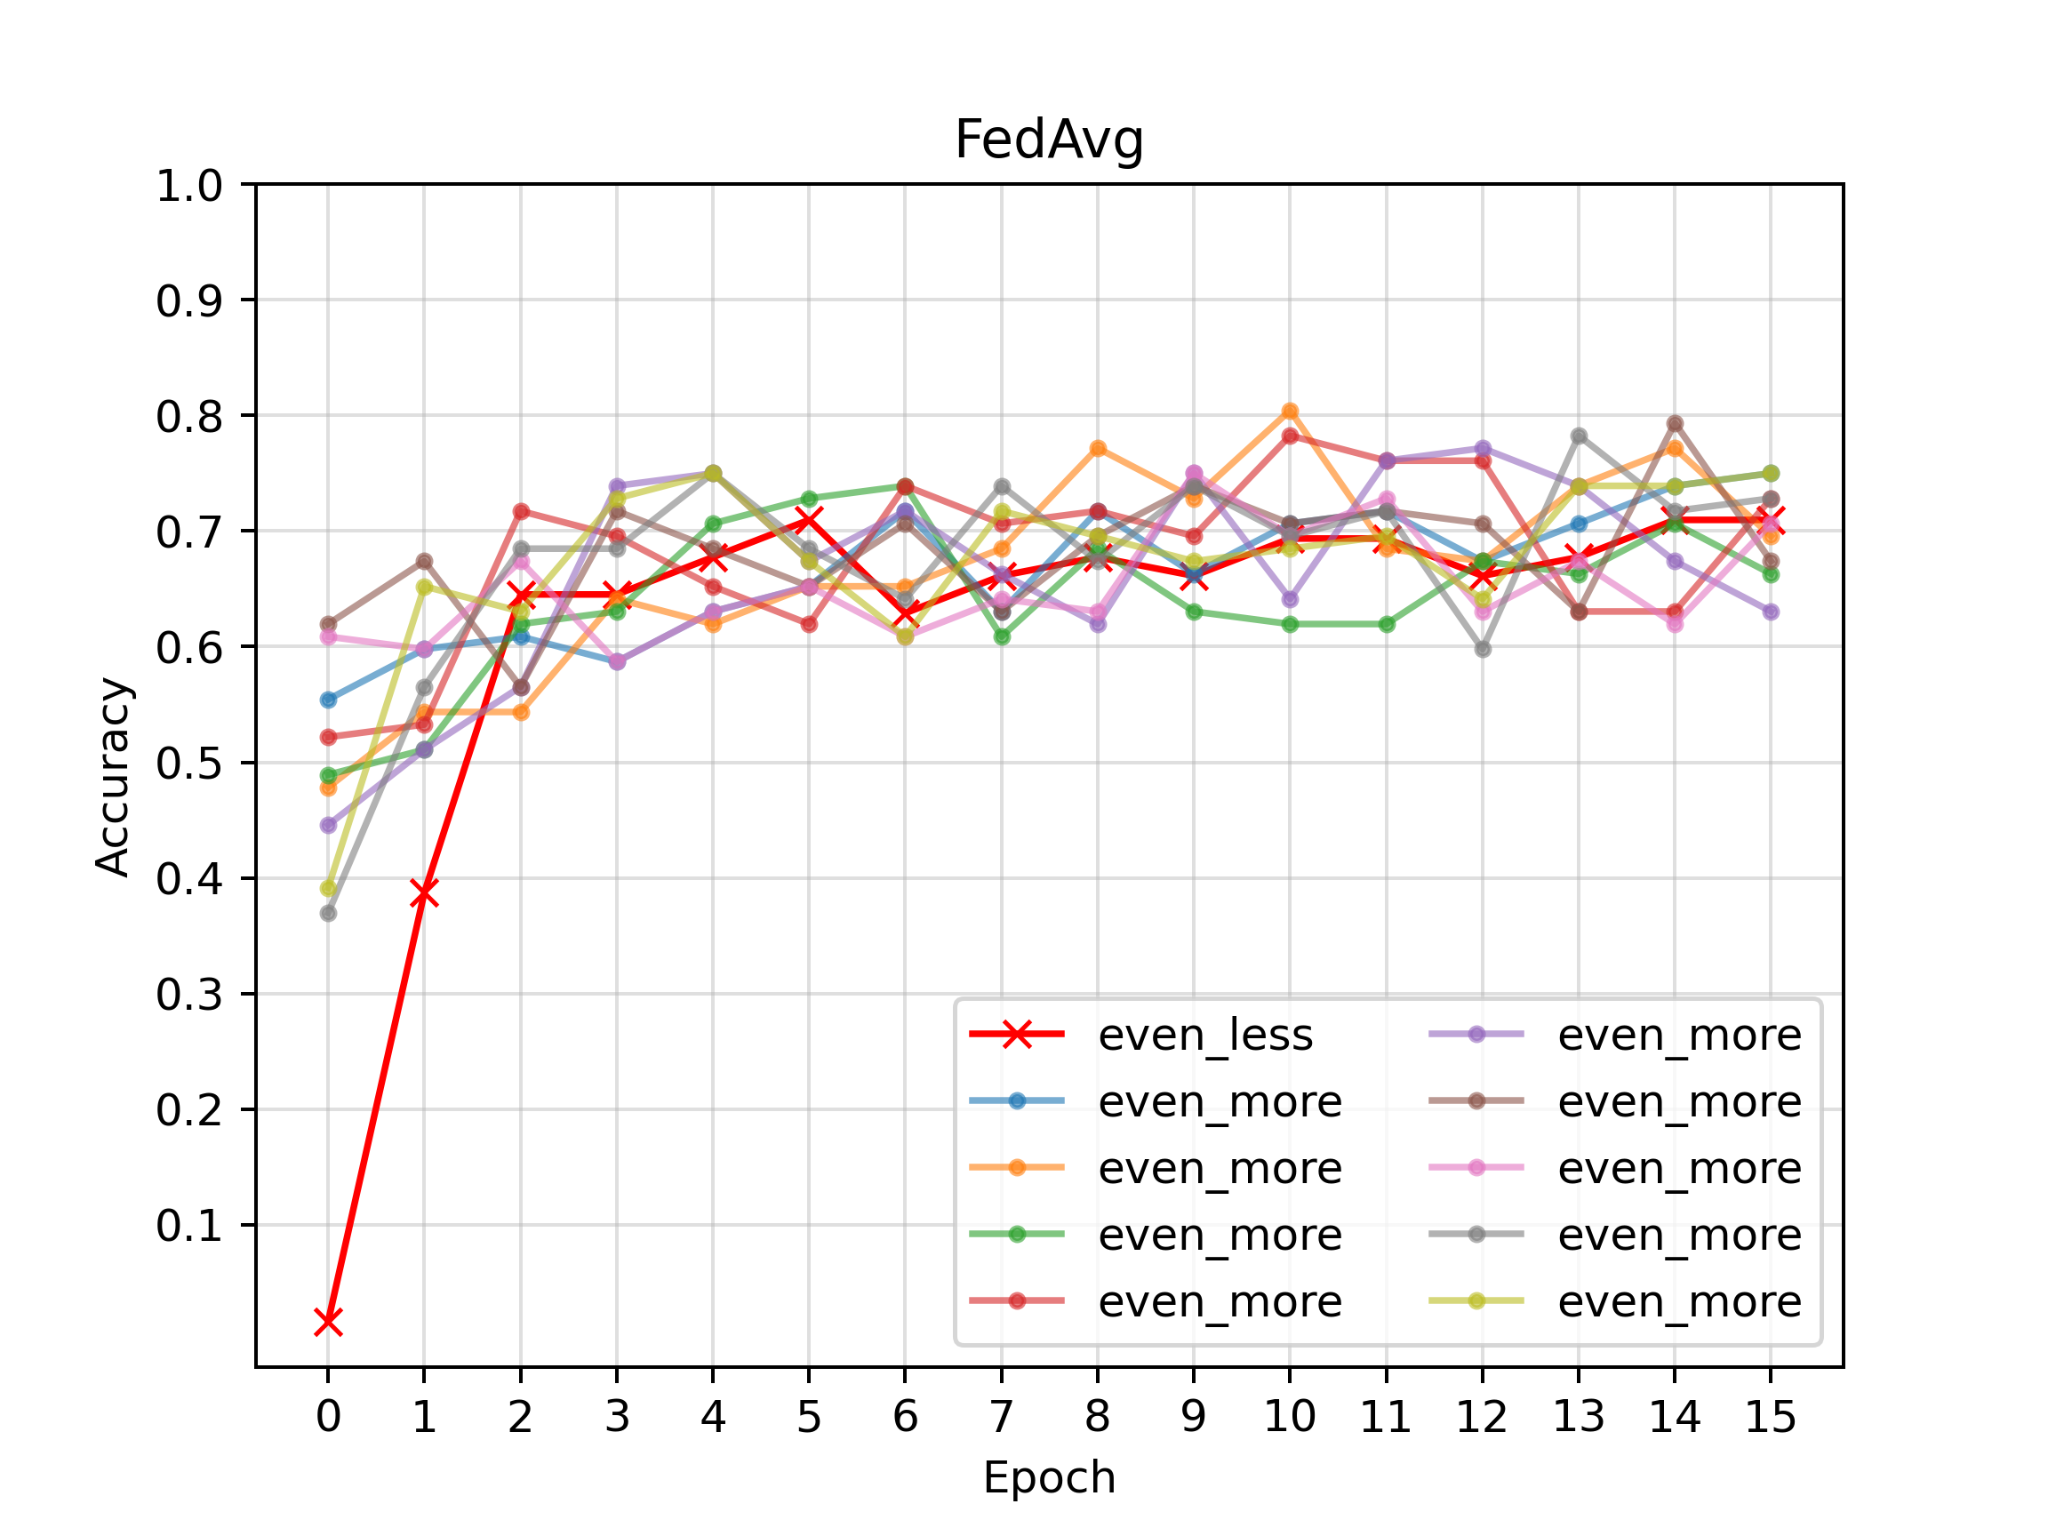 FedAvg
1.0
0.9
0.8
0.7
0.6
0.5
0.4
0.3
0.2
0.1
Accuracy
even_less
even_more
even_more
even_more
even_more
even_more
even_more
even_more
even_more
even_more
0 1 2 3 4 5 6 7 8 9 10 11 12 13 14 15
Epoch